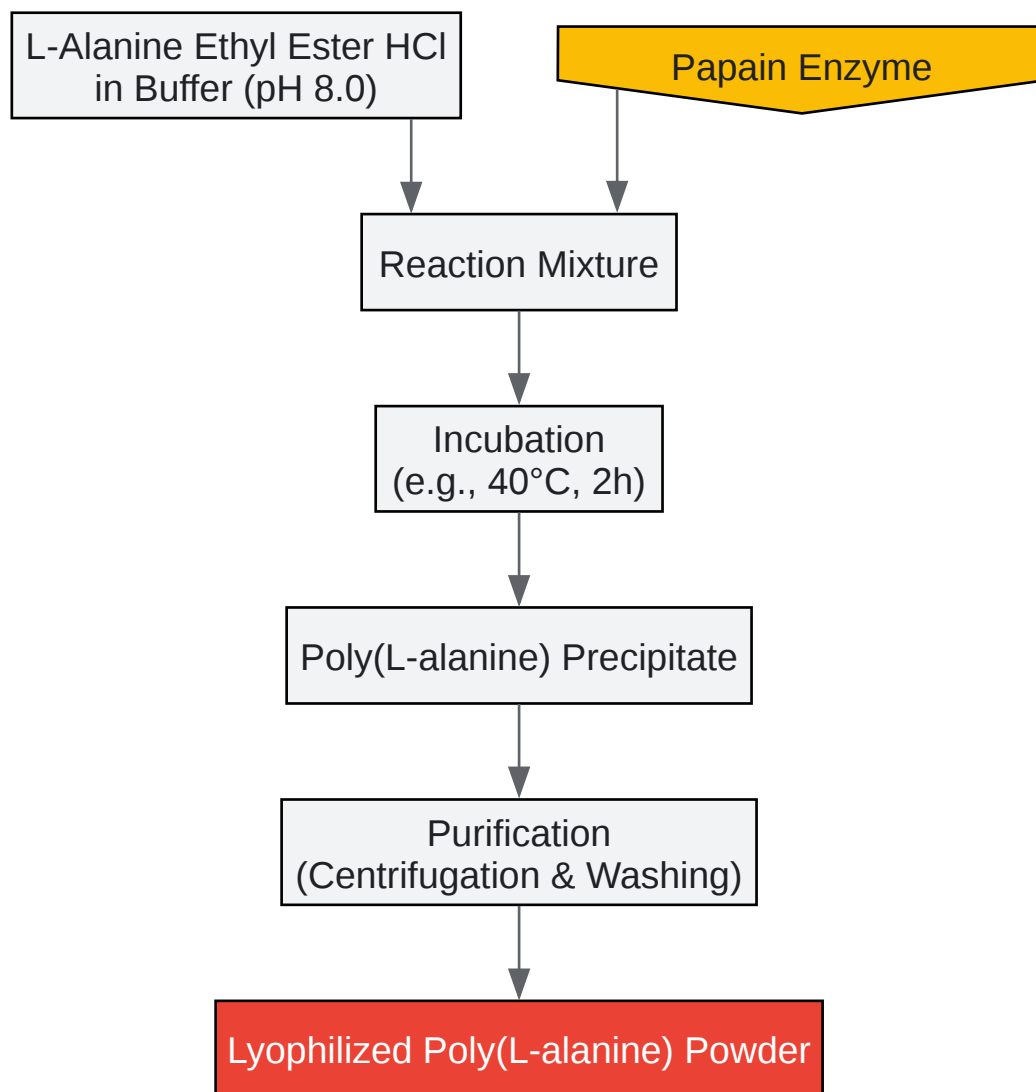 L-Alanine Ethyl Ester HCl
in Buffer (pH 8.0)
Papain Enzyme
Reaction Mixture
Incubation
(e.g., 40°C, 2h)
Poly(L-alanine) Precipitate
Purification
(Centrifugation & Washing)
Lyophilized Poly(L-alanine) Powder